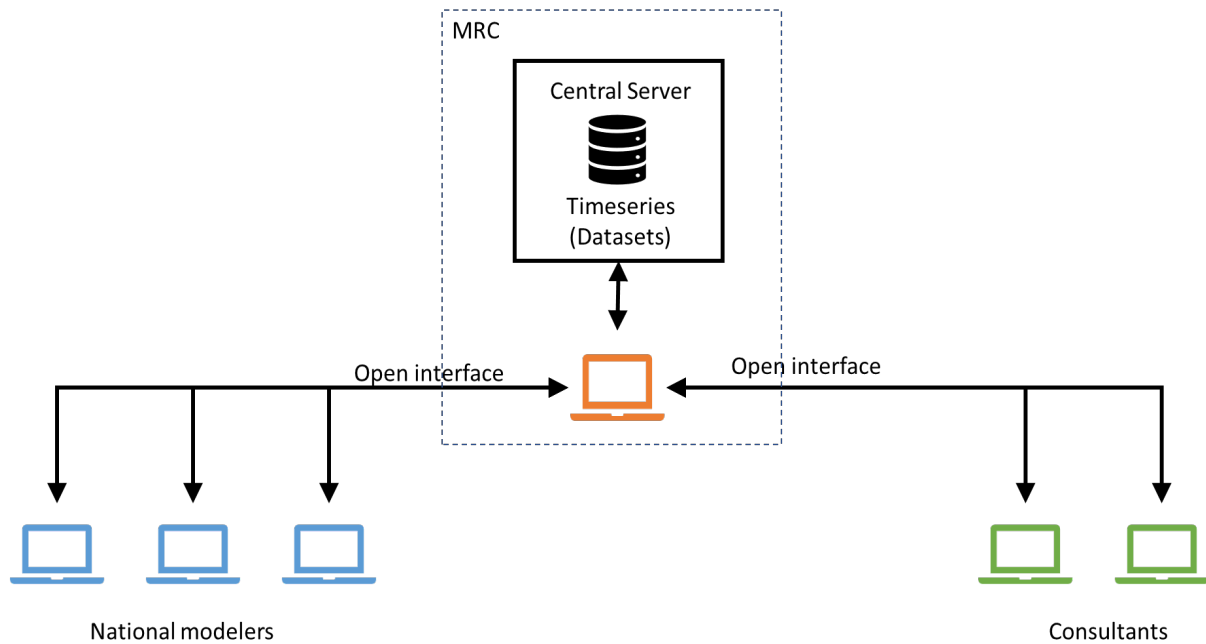 MRC
Central Server
Timeseries
(Datasets)
Open interface
Open interface
National modelers
Consultants